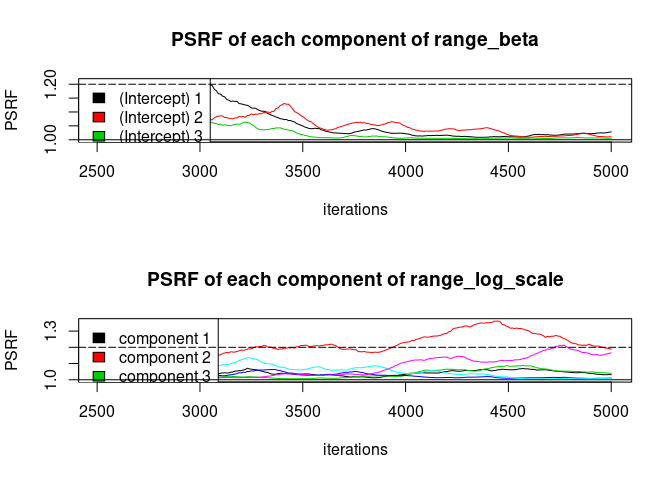 PSRF of each component of range_beta
PSRF
1.20
1.00
(Intercept) 1
(Intercept) 2
(Intercept) 3
2500 3000 3500 4000 4500 5000
iterations
PSRF of each component of range_log_scale
PSRF
1.3
1.0
component 1
component 2
component 3
2500 3000 3500 4000 4500 5000
iterations